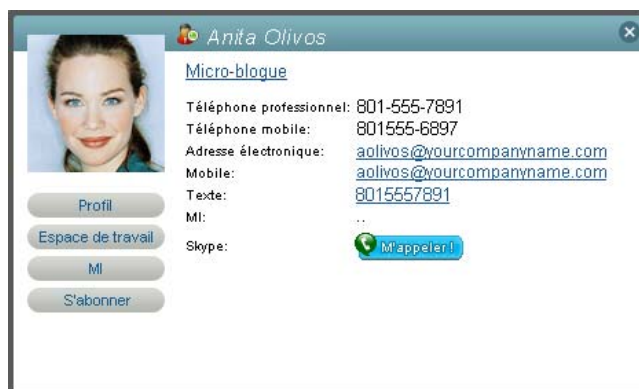 Anita Olivos
Micro-blogue
Téléphone professionnel: 801-555-7891
Téléphone mobile: 801555-6897
Adresse électronique: aolivos@yourcompanyname.com
Mobile: aolivos@yourcompanyname.com
Texte: 8015557891
MI: ..
Skype: M'appeler!
Profil
Espace de travail
MI
S'abonner